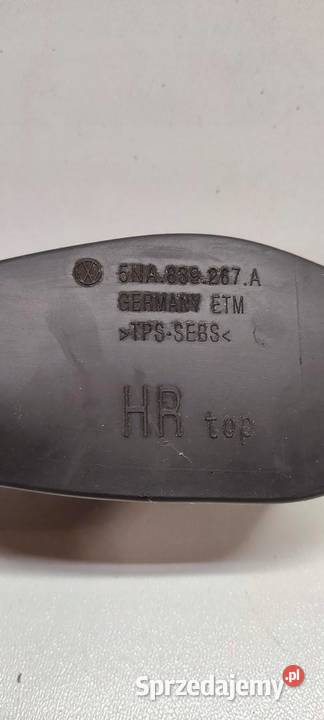 5NA.839.267.A
GERMANY ETM
>TPS-SEBS<
HR top
Sprzedajemy.pl